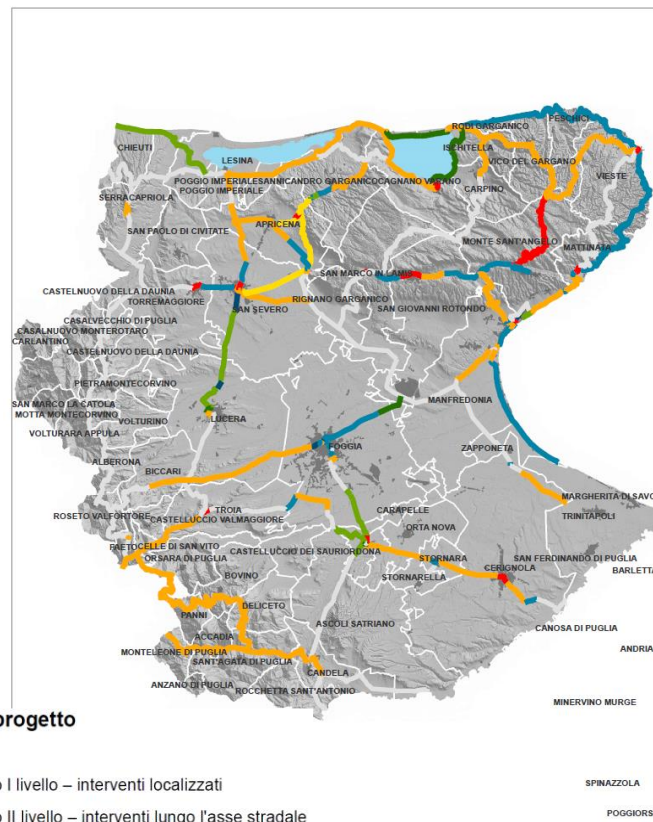 PESCHICI
RODI GARGANICO
CHIEUTI
ISCHITELLA
LESINA
VICO DEL GARGANO
VIESTE
POGGIO IMPERIALE
SANNICANDRO GARGANICO
CAGNANO VARANO
POGGIO IMPERIALE
CARPINO
SERRACAPRIOLA
APRICENA
SAN PAOLO DI CIVITATE
MONTE SANT'ANGELO
MATTINATA
SAN MARCO IN LAMIS
CASTELNUOVO DELLA DAUNIA
TORREMAGGIORE
RIGNANO GARGANICO
SAN SEVERO
SAN GIOVANNI ROTONDO
CASALVECCHIO DI PUGLIA
CASALNUOVO MONTEROTARO
CARLANTINO
CASTELNUOVO DELLA DAUNIA
PIETRAMONTECORVINO
MANFREDONIA
SAN MARCO LA CATOLA
MOTTA MONTECORVINO
VOLTURINO
LUCERA
VOLTURARA APPULA
FOGGIA
ZAPPONETA
ALBERONA
BICCARI
MARGHERITA DI SAVO
ROSETO VALFORTORE
TROIA
CARAPELLE
TRINITAPOLI
CASTELLUCCIO VALMAGGIORE
ORTA NOVA
FAETO
CELLE DI SAN VITO
CASTELLUCCIO DEI SAURI
ORDONA
STORNARA
SAN FERDINANDO DI PUGLIA
ORSARA DI PUGLIA
CERIGNOLA
BARLETTA
BOVINO
STORNARELLA
DELICETO
PANNI
ASCOLI SATRIANO
CANOSA DI PUGLIA
ACCADIA
MONTELEONE DI PUGLIA
ANDRIA
SANT'AGATA DI PUGLIA
CANDELA
ANZANO DI PUGLIA
ROCCHETTA SANT'ANTONIO
MINERVINO MURGE
progetto
o I livello – interventi localizzati
SPINAZZOLA
o II livello – interventi lungo l'asse stradale
POGGIORS